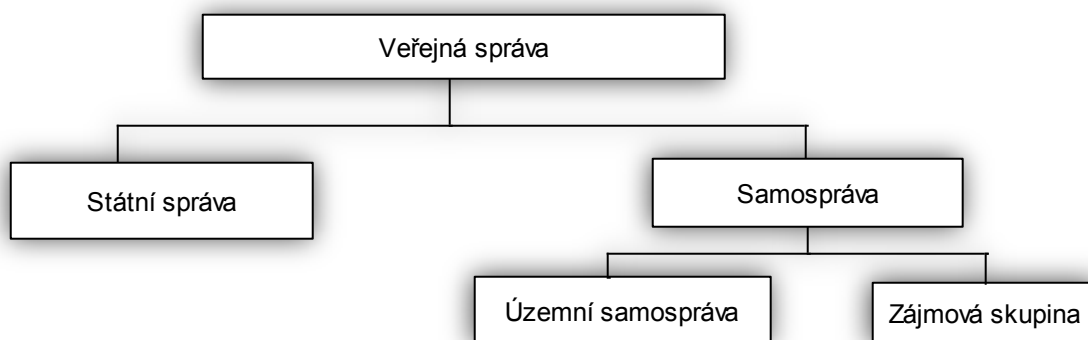 Veřejná správa
Státní správa
Samospráva
Územní samospráva
Zájmová skupina